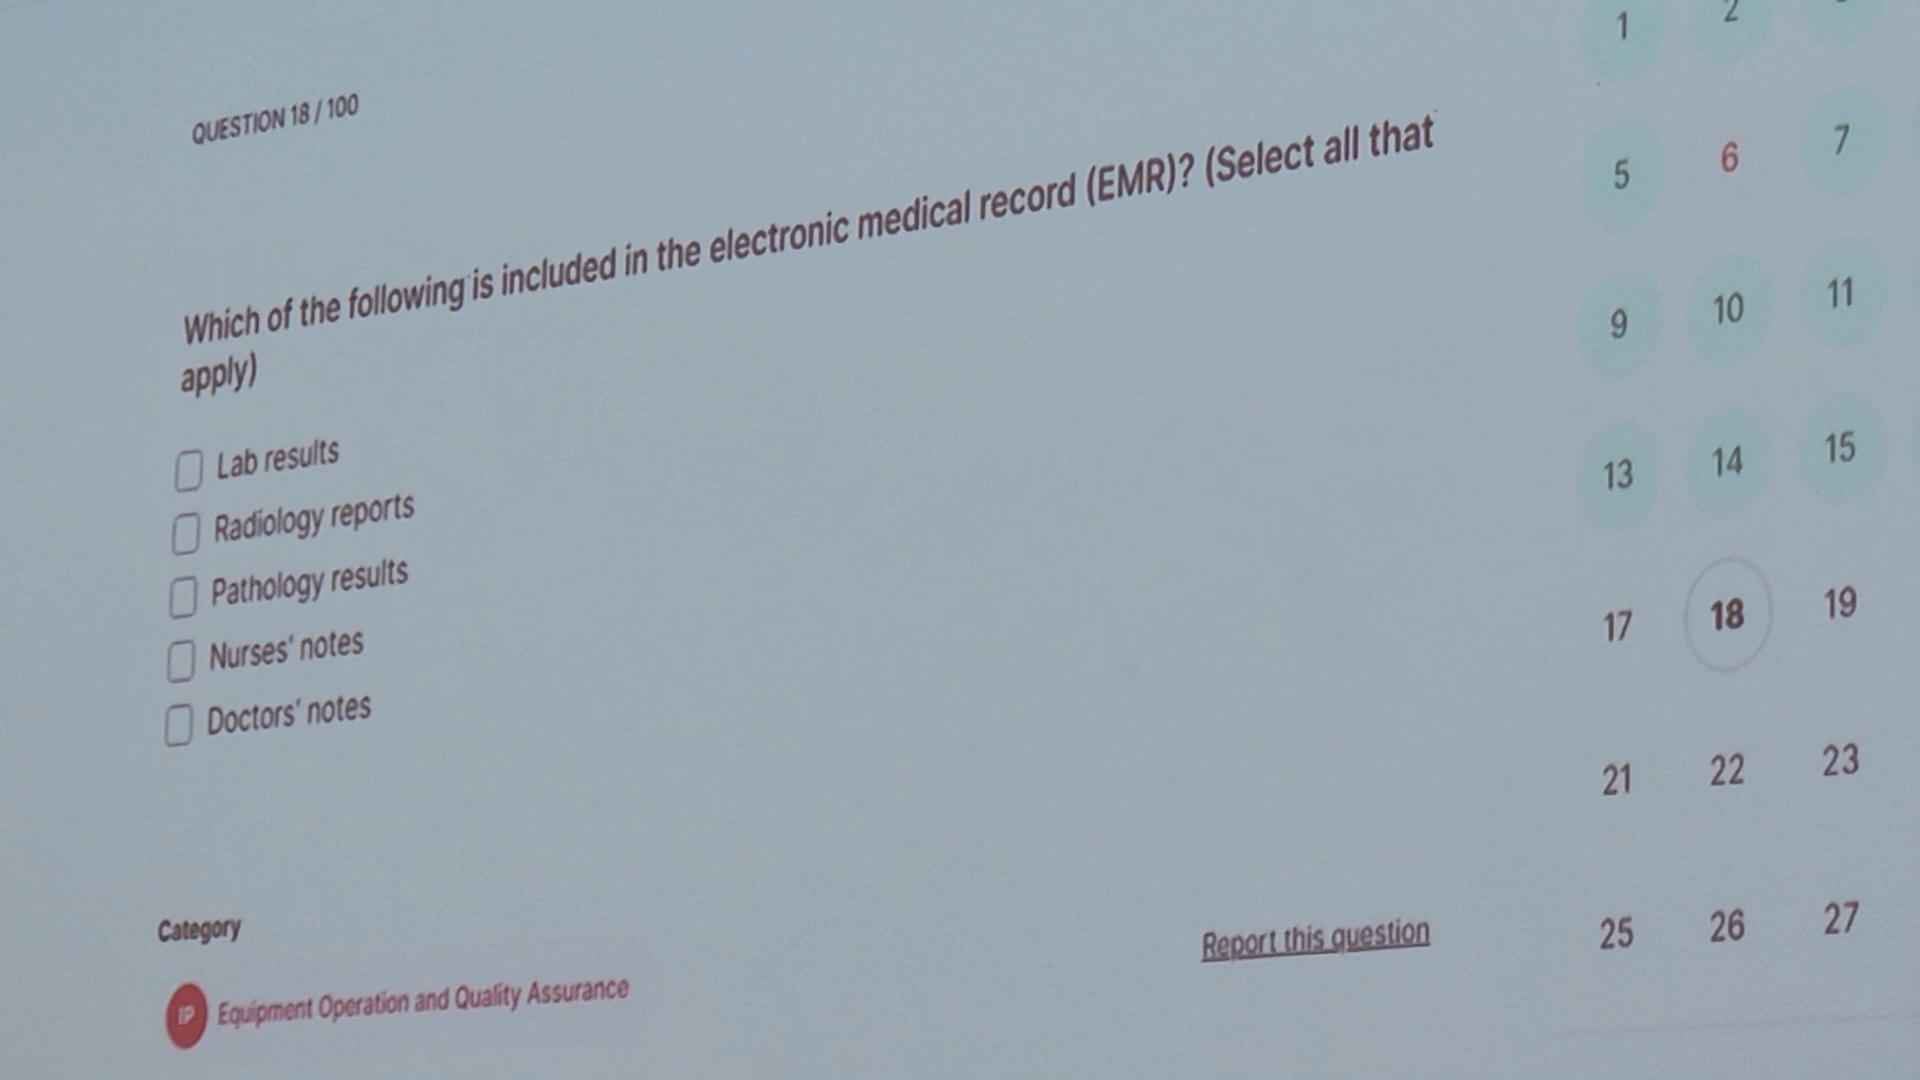 QUESTION 18 / 100
Which of the following is included in the electronic medical record (EMR)? (Select all that
apply)
Lab results
Radiology reports
Pathology results
Nurses' notes
Doctors' notes
Category
IP Equipment Operation and Quality Assurance
Report this question
1 2
5 6 7
9 10 11
13 14 15
17 18 19
21 22 23
25 26 27